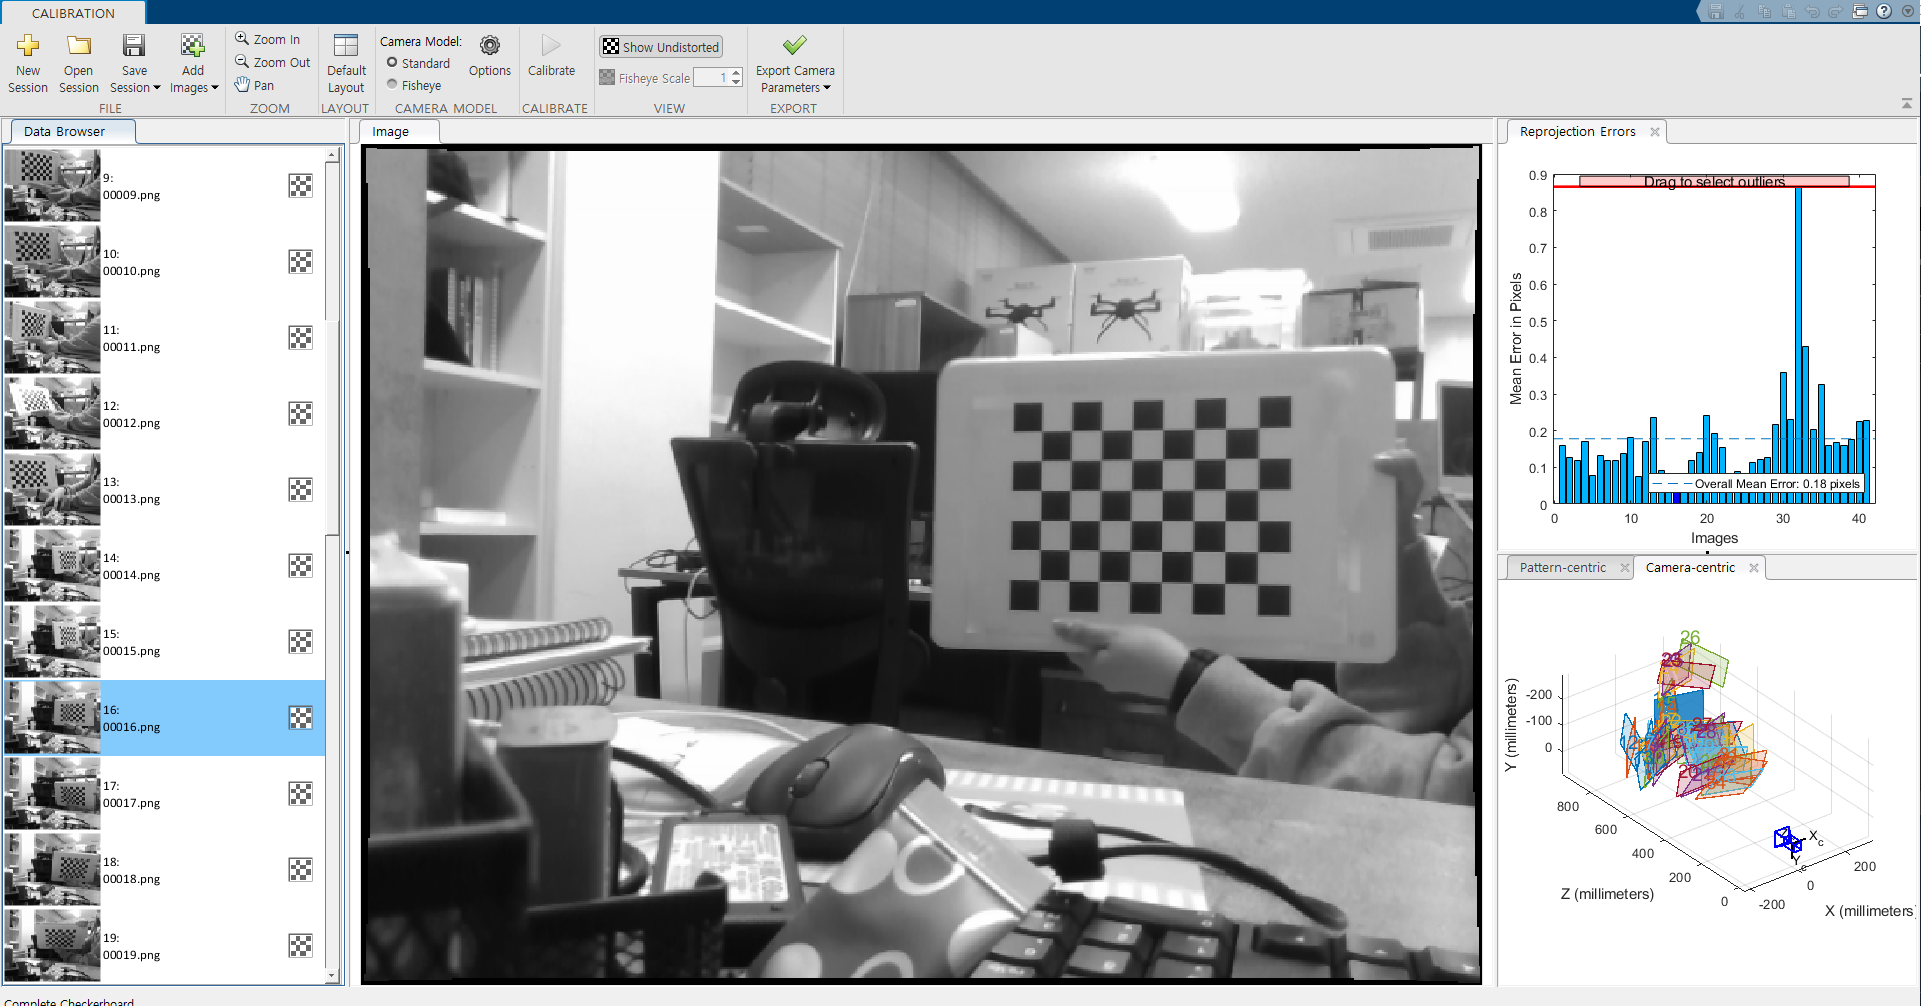 CALIBRATION
New
Session
Open
Session
Save
Session
Add
Images
FILE
Zoom In
Zoom Out
Pan
ZOOM
Default
Layout
LAYOUT
Camera Model:
Standard
Fisheye
Options
CAMERA MODEL
Calibrate
CALIBRATE
Show Undistorted
Fisheye Scale 1
VIEW
Export Camera
Parameters
EXPORT
Data Browser
9:
00009.png
10:
00010.png
11:
00011.png
12:
00012.png
13:
00013.png
14:
00014.png
15:
00015.png
16:
00016.png
17:
00017.png
18:
00018.png
19:
00019.png
Image
Reprojection Errors
Drag to select outliers
Mean Error in Pixels
0.9
0.8
0.7
0.6
0.5
0.4
0.3
0.2
0.1
0
Overall Mean Error: 0.18 pixels
0 10 20 30 40
Images
Pattern-centric
Camera-centric
26
Y (millimeters)
-200
-100
0
800
600
400
200
0
Z (millimeters)
-200
0
200
X (millimeters
Xc
Yc
Complete Checkerboard